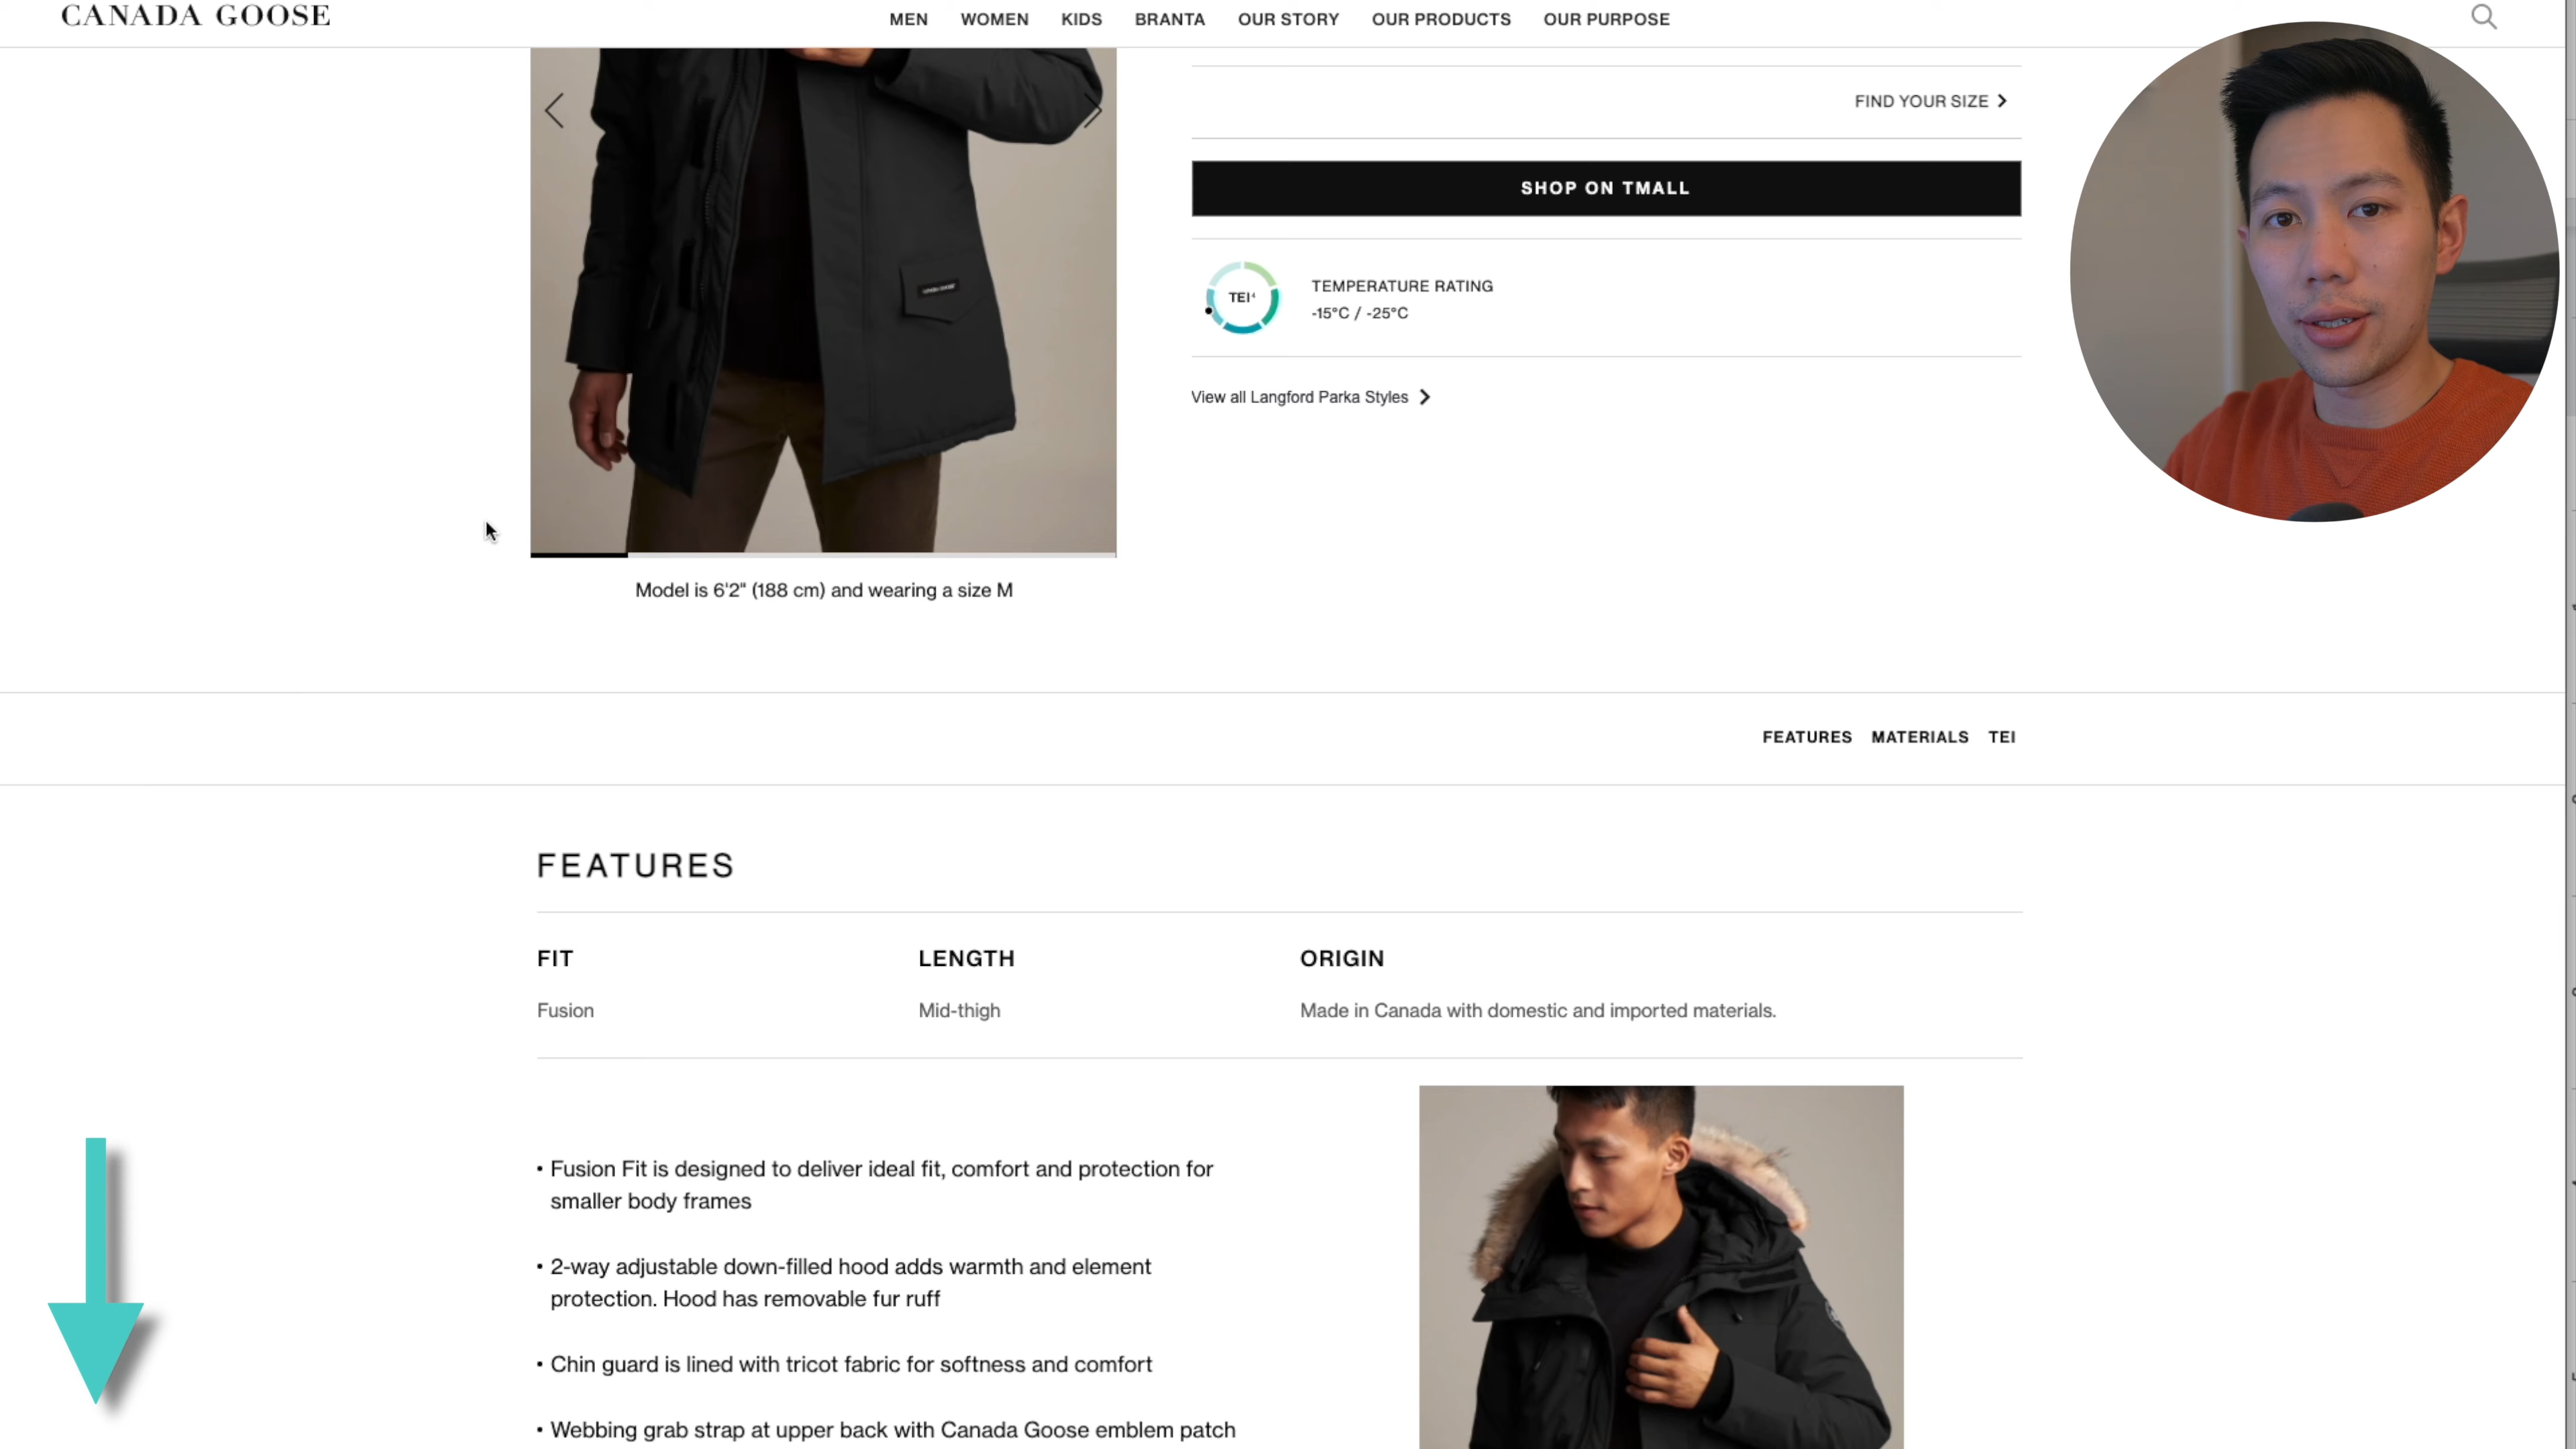 CANADA GOOSE
MEN WOMEN KIDS BRANTA OUR STORY OUR PRODUCTS OUR PURPOSE
FIND YOUR SIZE
SHOP ON TMALL
TEI⁴
TEMPERATURE RATING
-15°C / -25°C
View all Langford Parka Styles
Model is 6'2" (188 cm) and wearing a size M
FEATURES MATERIALS TEI
FEATURES
FIT
LENGTH
ORIGIN
Fusion
Mid-thigh
Made in Canada with domestic and imported materials.
• Fusion Fit is designed to deliver ideal fit, comfort and protection for
smaller body frames
• 2-way adjustable down-filled hood adds warmth and element
protection. Hood has removable fur ruff
• Chin guard is lined with tricot fabric for softness and comfort
• Webbing grab strap at upper back with Canada Goose emblem patch